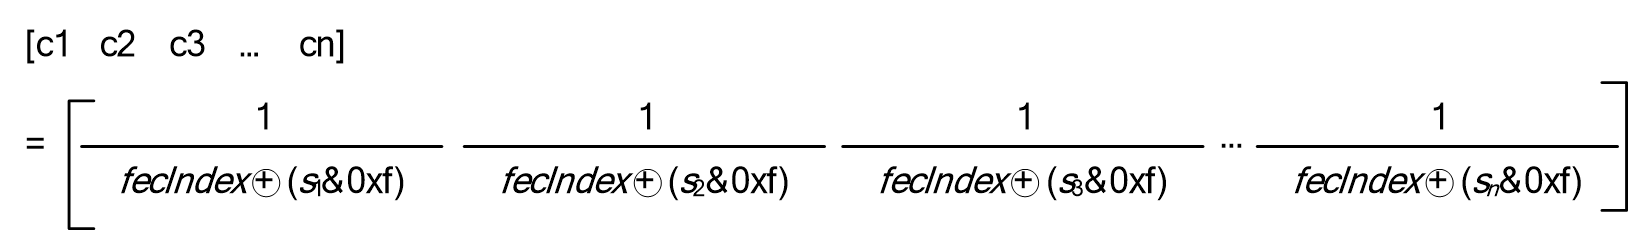 [c1 c2 c3 ... cn]
= [ 1 1 1 1 ]
fecIndex⊕(s₁&0xf) fecIndex⊕(s₂&0xf) fecIndex⊕(s₃&0xf) ... fecIndex⊕(sₙ&0xf)